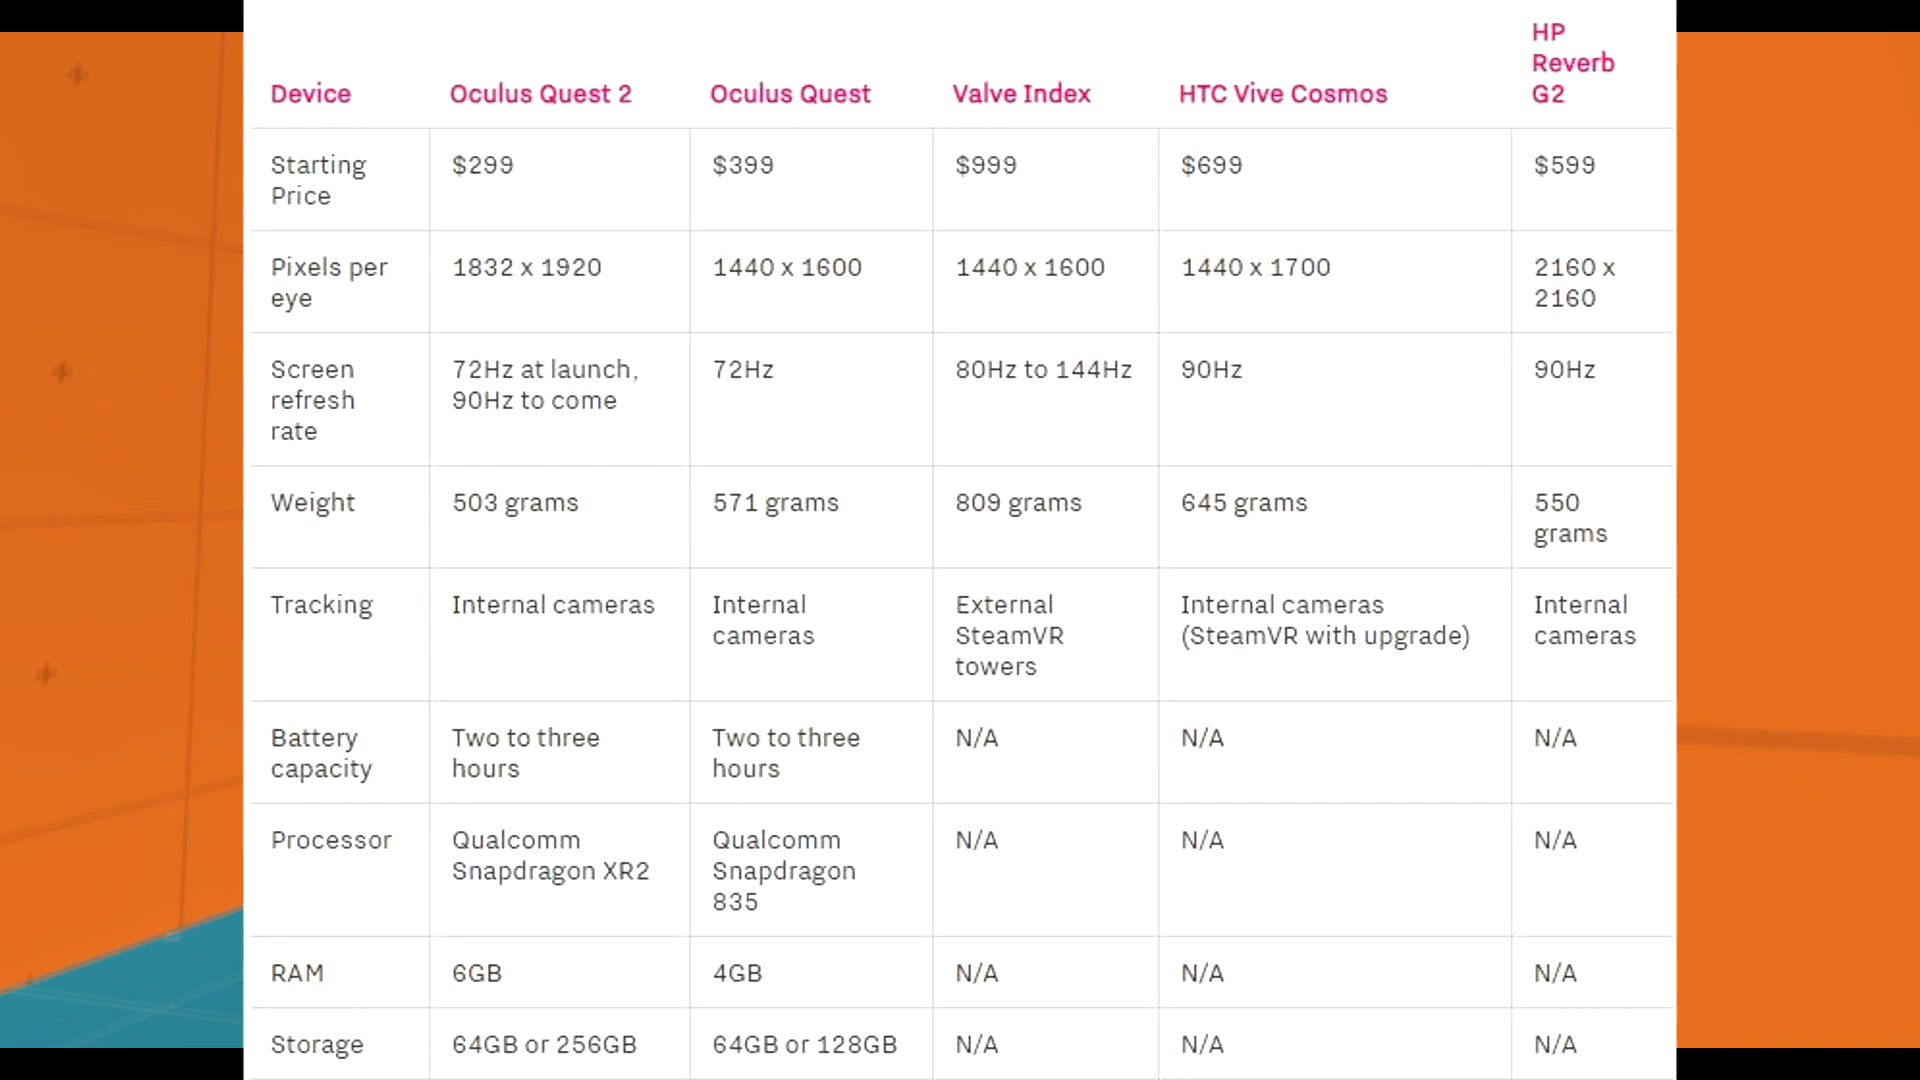 Device Oculus Quest 2 Oculus Quest Valve Index HTC Vive Cosmos HP
Reverb
G2
Starting
Price
$299
$399
$999
$699
$599
Pixels per
eye
1832 x 1920
1440 x 1600
1440 x 1600
1440 x 1700
2160 x
2160
Screen
refresh
rate
72Hz at launch,
90Hz to come
72Hz
80Hz to 144Hz
90Hz
90Hz
Weight
503 grams
571 grams
809 grams
645 grams
550
grams
Tracking
Internal cameras
Internal
cameras
External
SteamVR
towers
Internal cameras
(SteamVR with upgrade)
Internal
cameras
Battery
capacity
Two to three
hours
Two to three
hours
N/A
N/A
N/A
Processor
Qualcomm
Snapdragon XR2
Qualcomm
Snapdragon
835
N/A
N/A
N/A
RAM
6GB
4GB
N/A
N/A
N/A
Storage
64GB or 256GB
64GB or 128GB
N/A
N/A
N/A